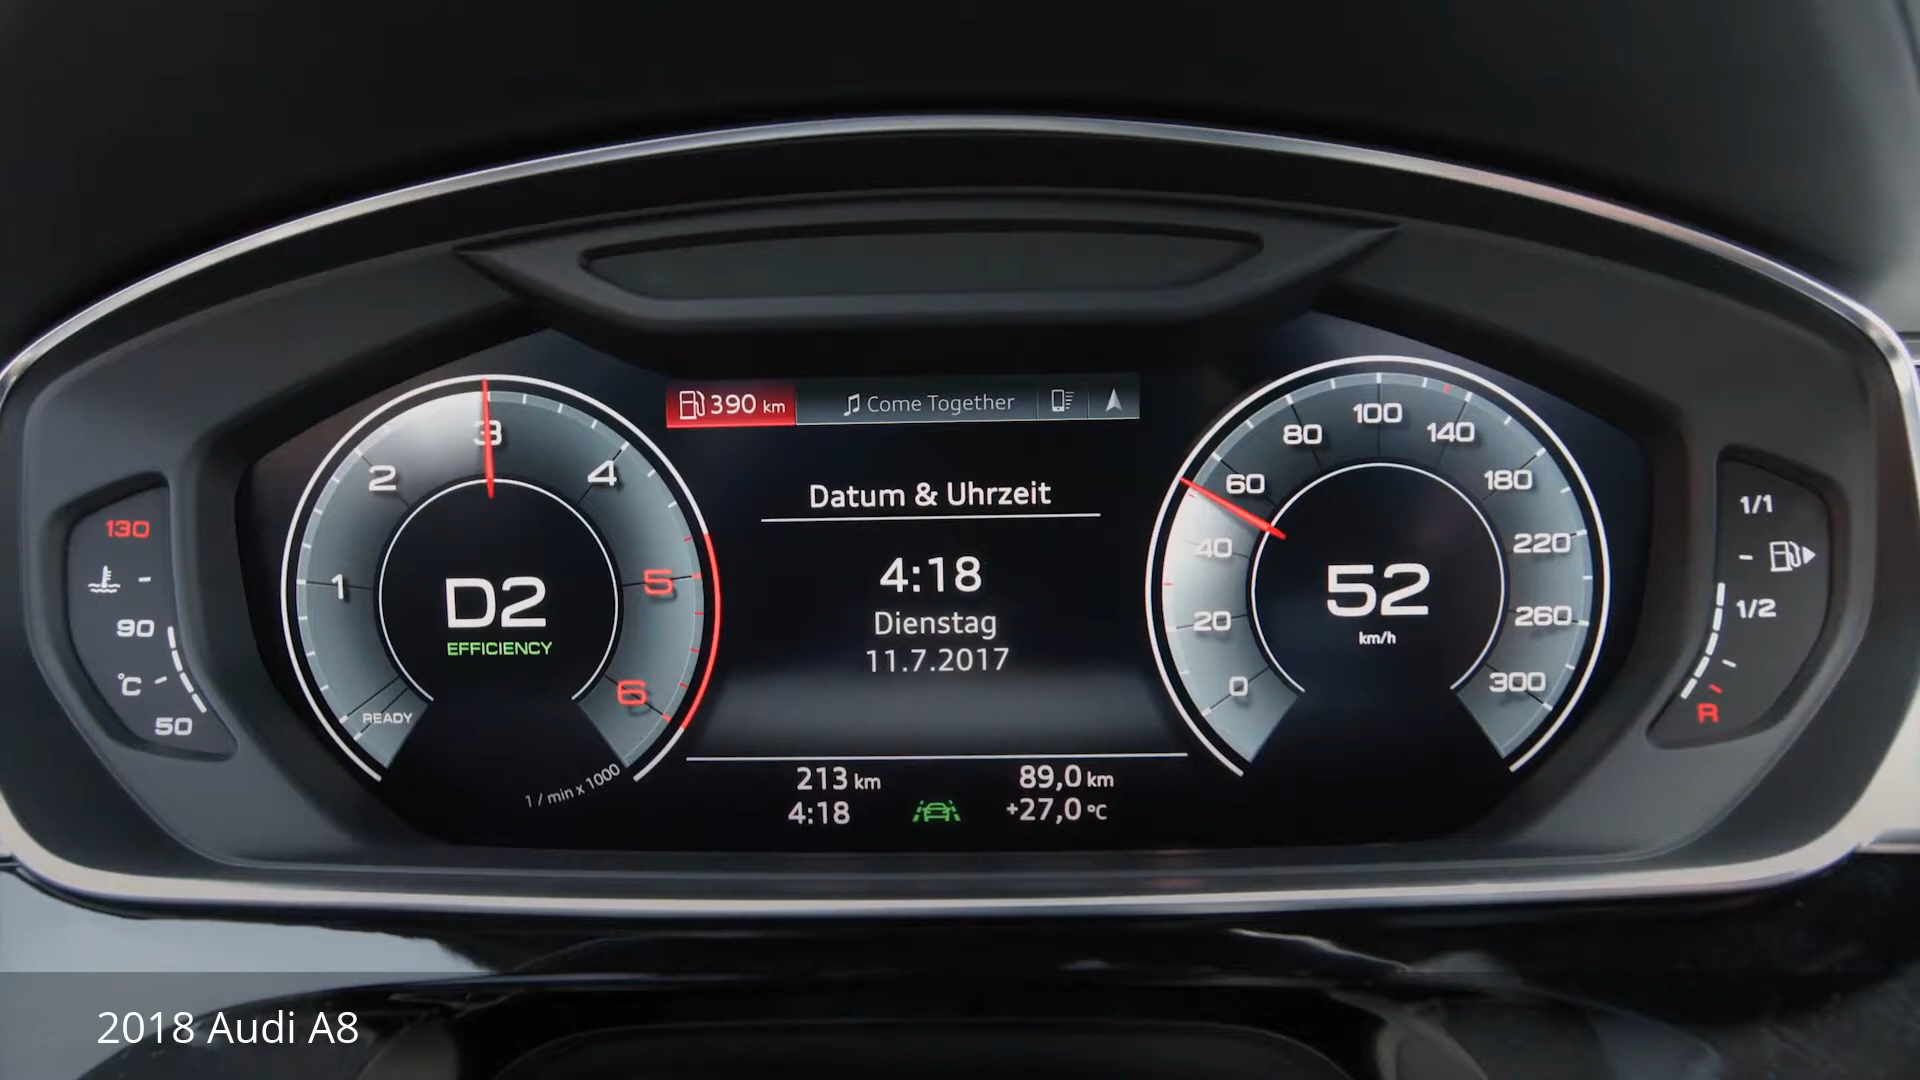 390 km
Come Together
Datum & Uhrzeit
4:18
Dienstag
11.7.2017
213 km
89,0 km
4:18
+27,0 °C
130
90
°C
50
1
2
3
4
5
6
READY
1 / min x 1000
D2
EFFICIENCY
0
20
40
60
80
100
140
180
220
260
300
52
km/h
1/1
1/2
R
2018 Audi A8